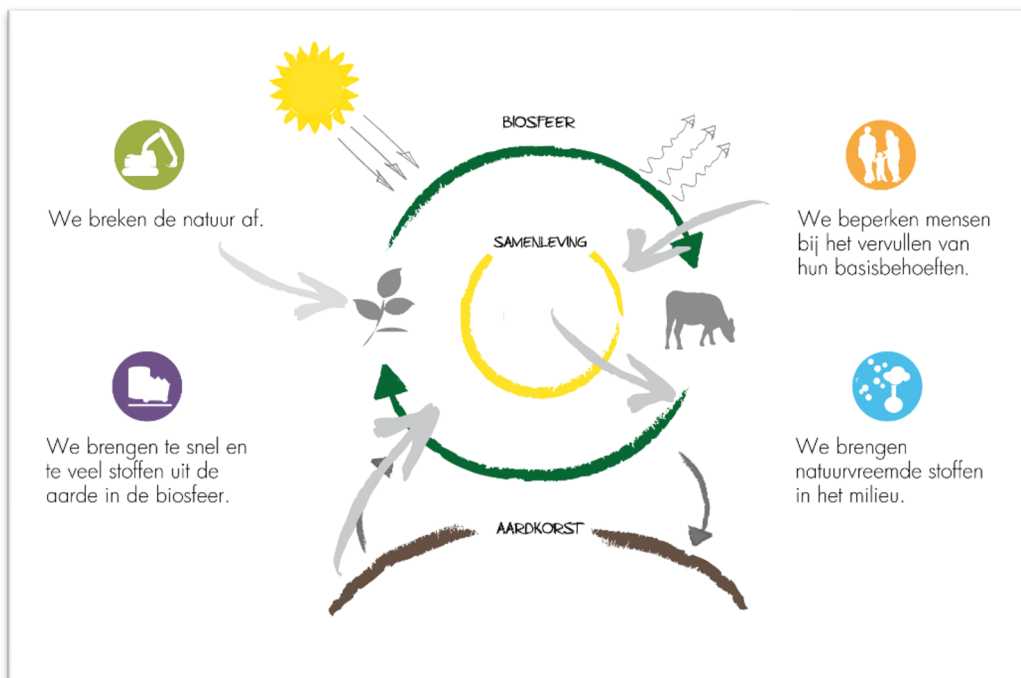 BIOSFEER
We breken de natuur af.
SAMENLEVING
We beperken mensen
bij het vervullen van
hun basisbehoeften.
We brengen te snel en
te veel stoffen uit de
aarde in de biosfeer.
We brengen
natuurvreemde stoffen
in het milieu.
AARDKORST